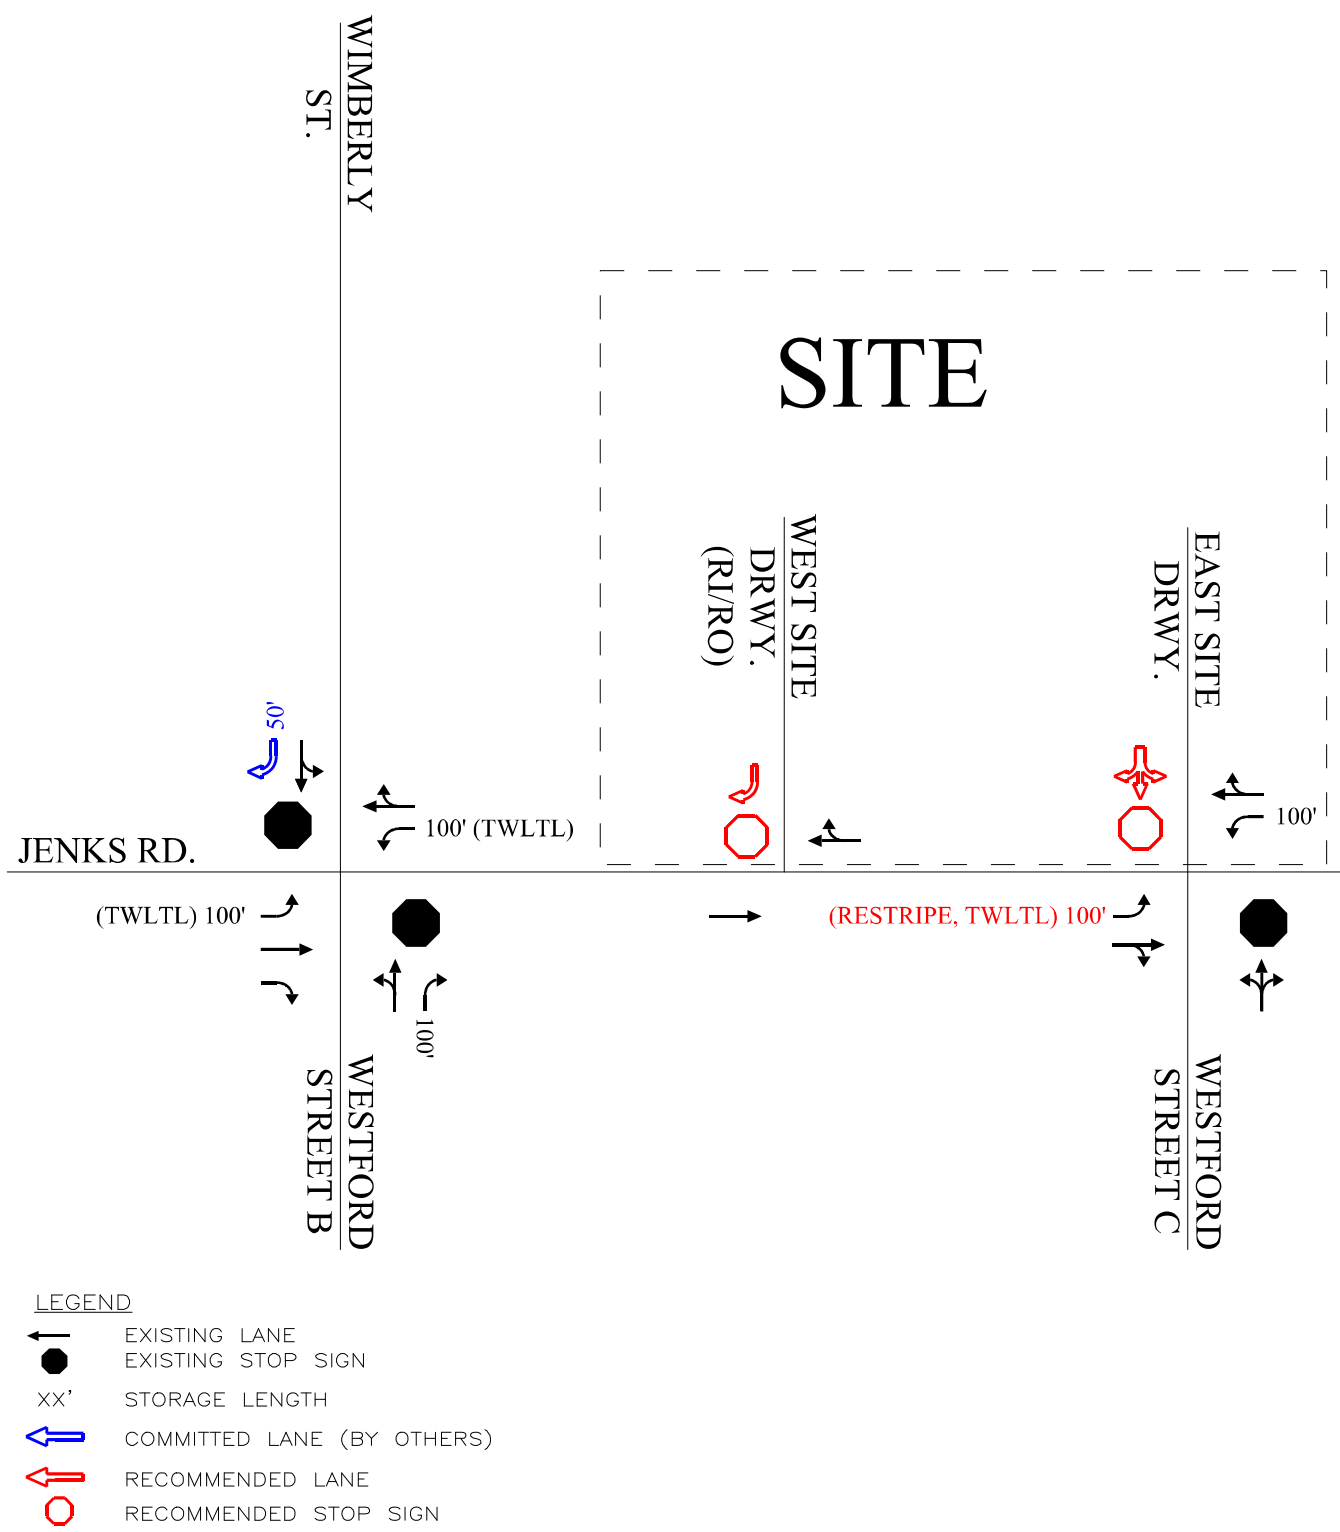 WIMBERLY
ST.
SITE
WEST SITE
DRWY.
(RI/RO)
EAST SITE
DRWY.
50'
100' (TWLTL)
100'
JENKS RD.
(TWLTL) 100'
(RESTRIPE, TWLTL) 100'
100'
WESTFORD
STREET B
WESTFORD
STREET C
LEGEND
EXISTING LANE
EXISTING STOP SIGN
XX' STORAGE LENGTH
COMMITTED LANE (BY OTHERS)
RECOMMENDED LANE
RECOMMENDED STOP SIGN